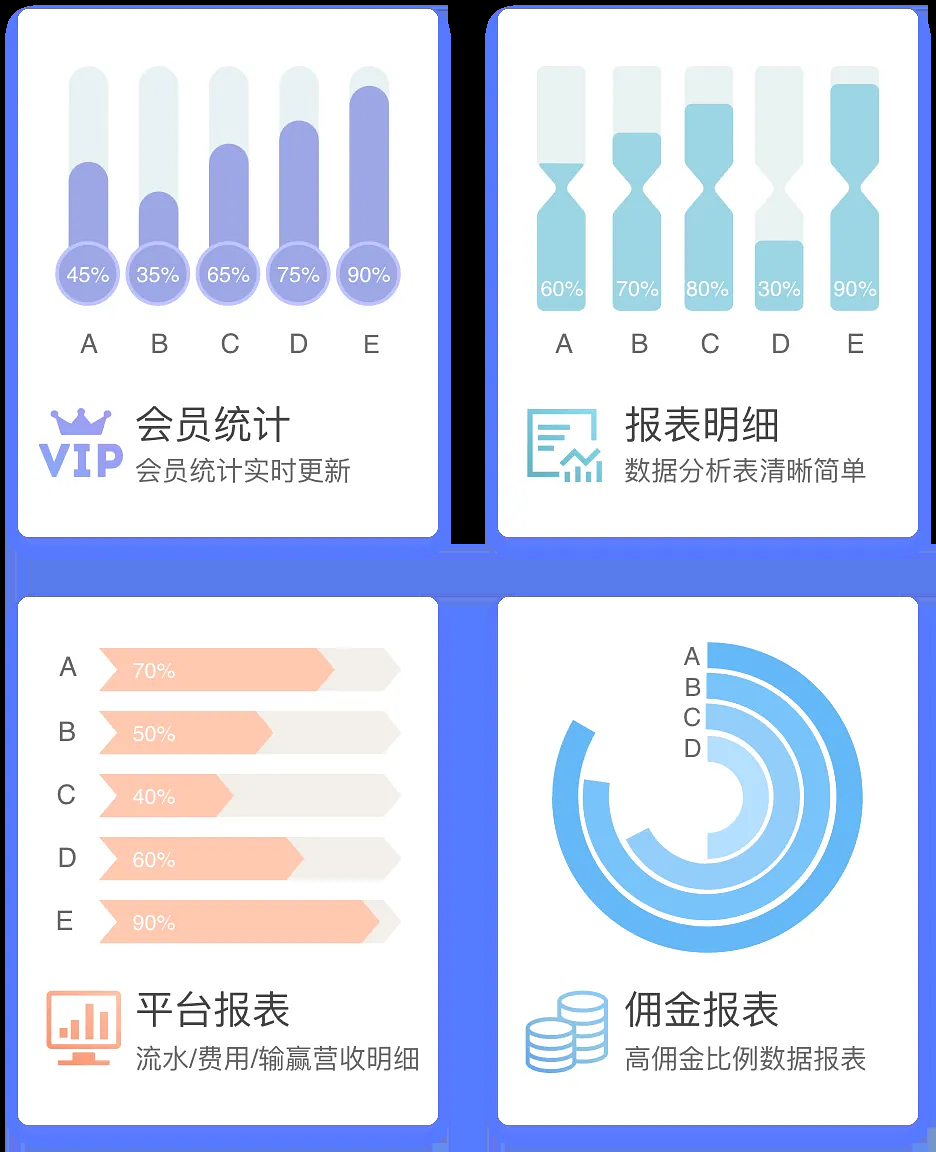 45% 35% 65% 75% 90%
A B C D E
VIP
会员统计
会员统计实时更新
60% 70% 80% 30% 90%
A B C D E
报表明细
数据分析表清晰简单
A 70%
B 50%
C 40%
D 60%
E 90%
平台报表
流水/费用/输赢营收明细
A
B
C
D
佣金报表
高佣金比例数据报表